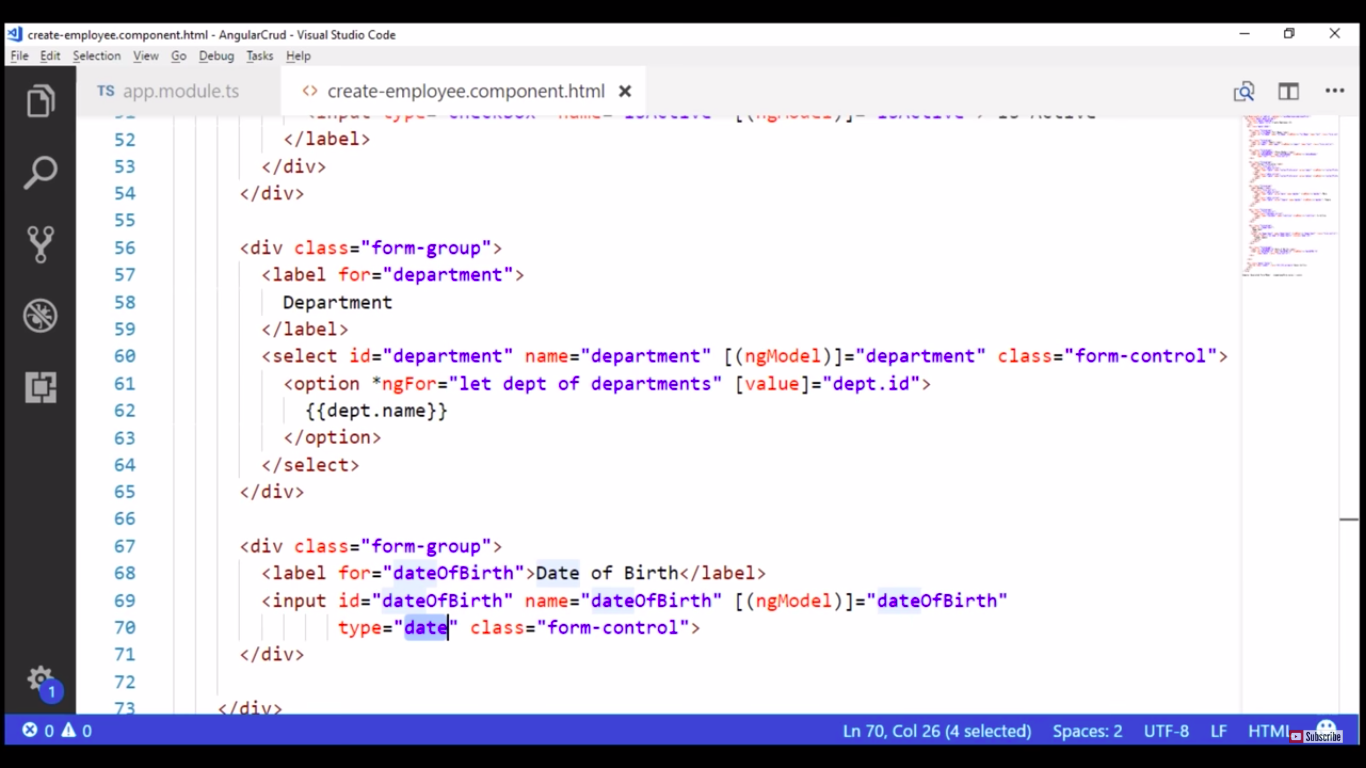 create-employee.component.html - AngularCrud - Visual Studio Code
File Edit Selection View Go Debug Tasks Help
TS app.module.ts <> create-employee.component.html ×
52 </label>
53 </div>
54 </div>
55
56 <div class="form-group">
57 <label for="department">
58 Department
59 </label>
60 <select id="department" name="department" [(ngModel)]="department" class="form-control">
61 <option *ngFor="let dept of departments" [value]="dept.id">
62 {{dept.name}}
63 </option>
64 </select>
65 </div>
66
67 <div class="form-group">
68 <label for="dateOfBirth">Date of Birth</label>
69 <input id="dateOfBirth" name="dateOfBirth" [(ngModel)]="dateOfBirth"
70 type="date" class="form-control">
71 </div>
72
73 </div>
1
0 0 Ln 70, Col 26 (4 selected) Spaces: 2 UTF-8 LF HTML Subscribe